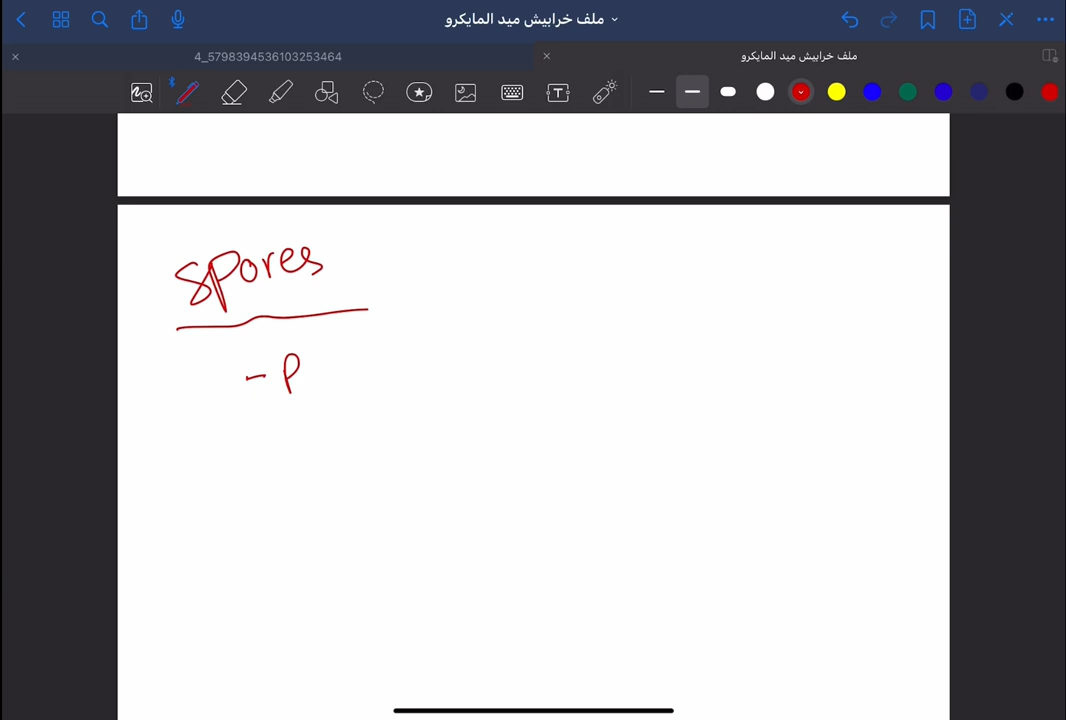 ملف خرابيش ميد المايكرو
4_5798394536103253464
ملف خرابيش ميد المايكرو
spores
- P